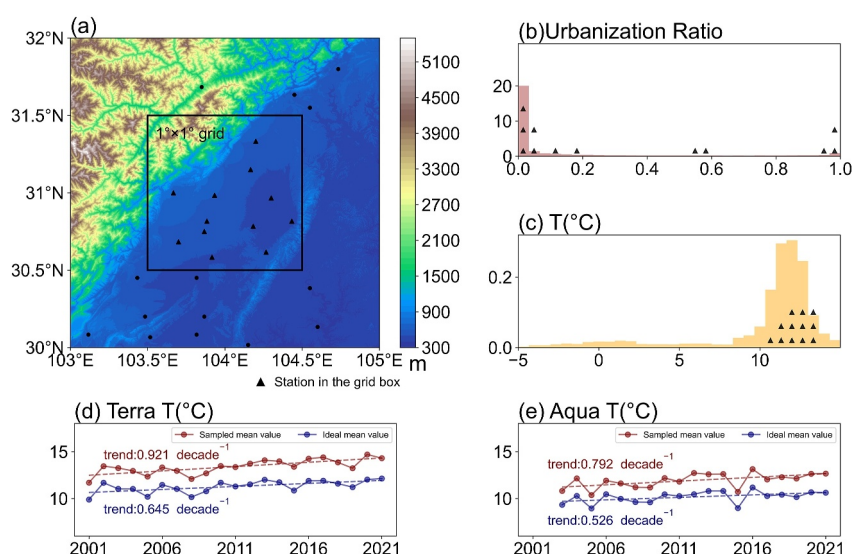 (a)
32°N
31.5°N
31°N
30.5°N
30°N
103°E
103.5°E
104°E
104.5°E
105°E
1°×1° grid
▲ Station in the grid box
5100
4500
3900
3300
2700
2100
1500
900
300
m
(b)Urbanization Ratio
20
10
0
0.0
0.2
0.4
0.6
0.8
1.0
(c) T(°C)
0.2
0.0
−5
0
5
10
(d) Terra T(°C)
15
10
Sampled mean value
Ideal mean value
trend:0.921 decade⁻¹
trend:0.645 decade⁻¹
2001
2006
2011
2016
2021
(e) Aqua T(°C)
15
10
Sampled mean value
Ideal mean value
trend:0.792 decade⁻¹
trend:0.526 decade⁻¹
2001
2006
2011
2016
2021